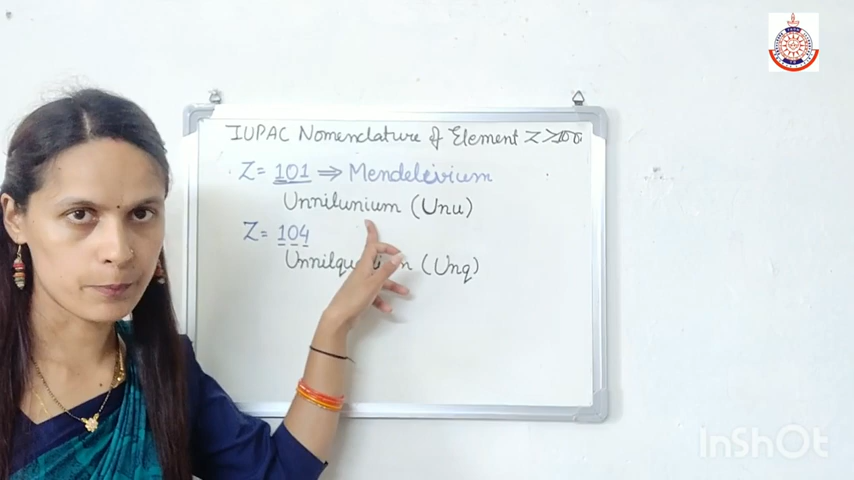 IUPAC Nomenclature of Element Z>100
Z = 101 ⇒ Mendelevium
Unnilunium (Unu)
Z = 104
(Unq)
InShOt